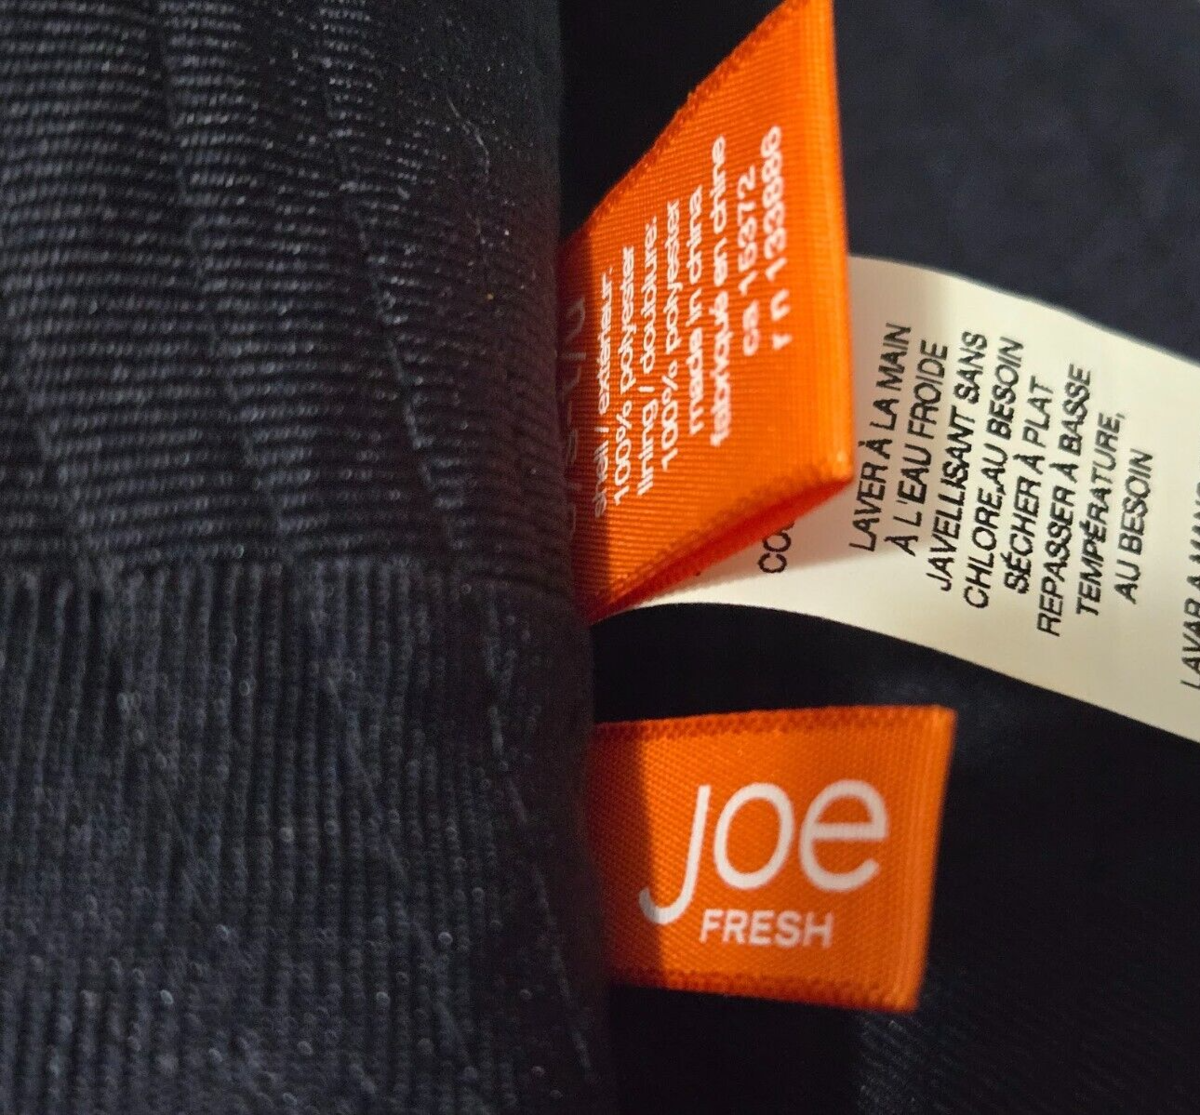 shell / extérieur:
100% polyester
lining / doublure:
100% polyester
made in china
fabriqué en chine
ca 15372
r n 133886
LAVER À LA MAIN
À L'EAU FROIDE
JAVELLISANT SANS
CHLORE,AU BESOIN
SÉCHER À PLAT
REPASSER À BASSE
TEMPÉRATURE,
AU BESOIN
LAVAR A
Joe
FRESH